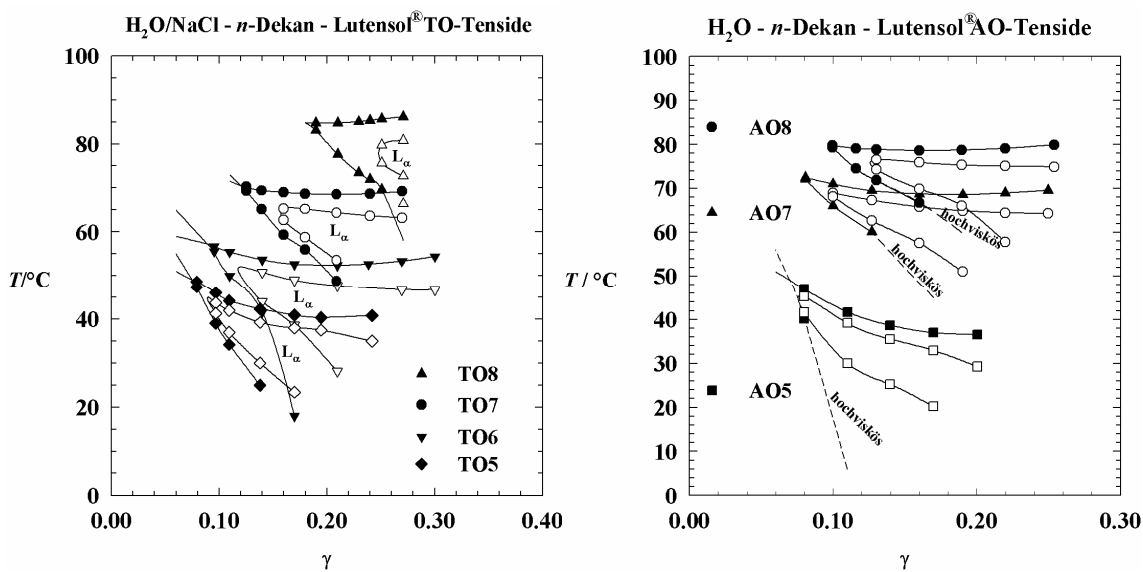 H₂O/NaCl - n-Dekan - Lutensol®TO-Tenside
100
80
60
40
20
0
T/°C
0.00 0.10 0.20 0.30 0.40
γ
Lα
Lα
Lα
Lα
TO8
TO7
TO6
TO5
H₂O - n-Dekan - Lutensol®AO-Tenside
100
90
80
70
60
50
40
30
20
10
0
T / °C
0.00 0.10 0.20 0.30
γ
AO8
AO7
AO5
hochviskös
hochviskös
hochviskös